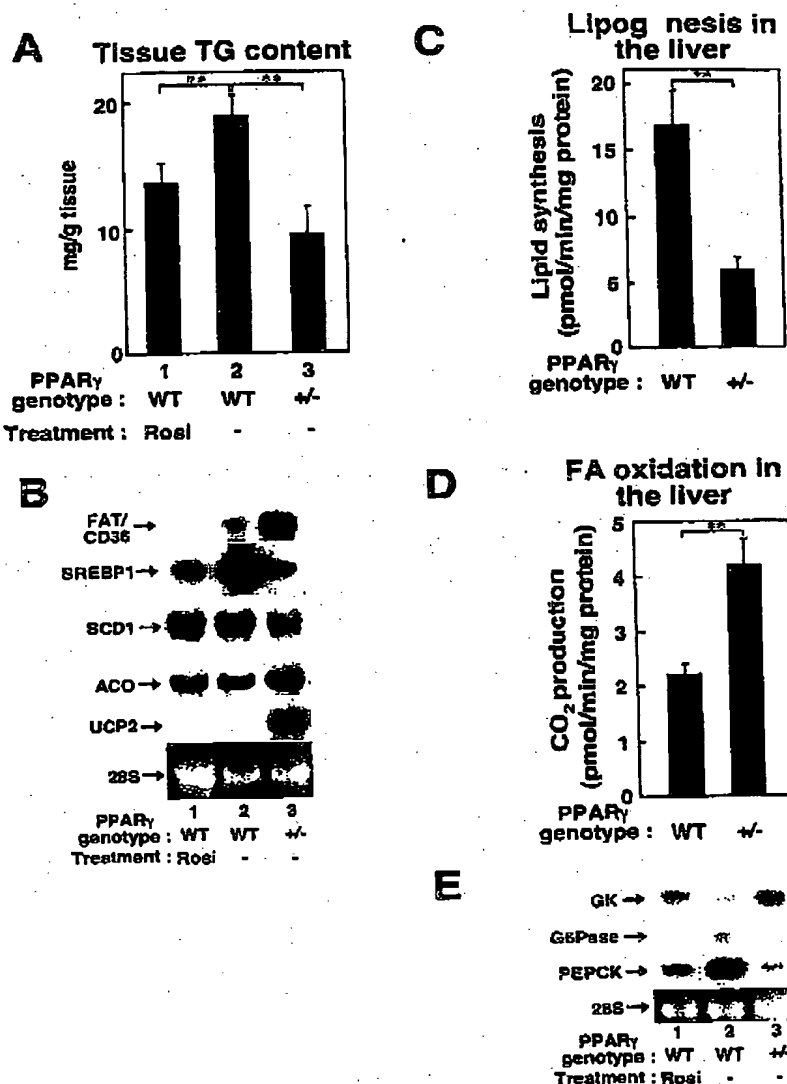 A
Tissue TG content
**
**
20
10
0
mg/g tissue
1 2 3
PPARγ
genotype : WT WT +/-
Treatment : Rosi - -
B
FAT/
CD36
SREBP1
SCD1
ACO
UCP2
28S
1 2 3
PPARγ
genotype : WT WT +/-
Treatment : Rosi - -
C
Lipog nesis in
the liver
**
20
15
10
5
0
Lipid synthesis
(pmol/min/mg protein)
PPARγ
genotype : WT +/-
D
FA oxidation in
the liver
**
5
4
3
2
1
0
CO2 production
(pmol/min/mg protein)
PPARγ
genotype : WT +/-
E
GK
G6Pase
PEPCK
28S
1 2 3
PPARγ
genotype : WT WT +/-
Treatment : Rosi - -